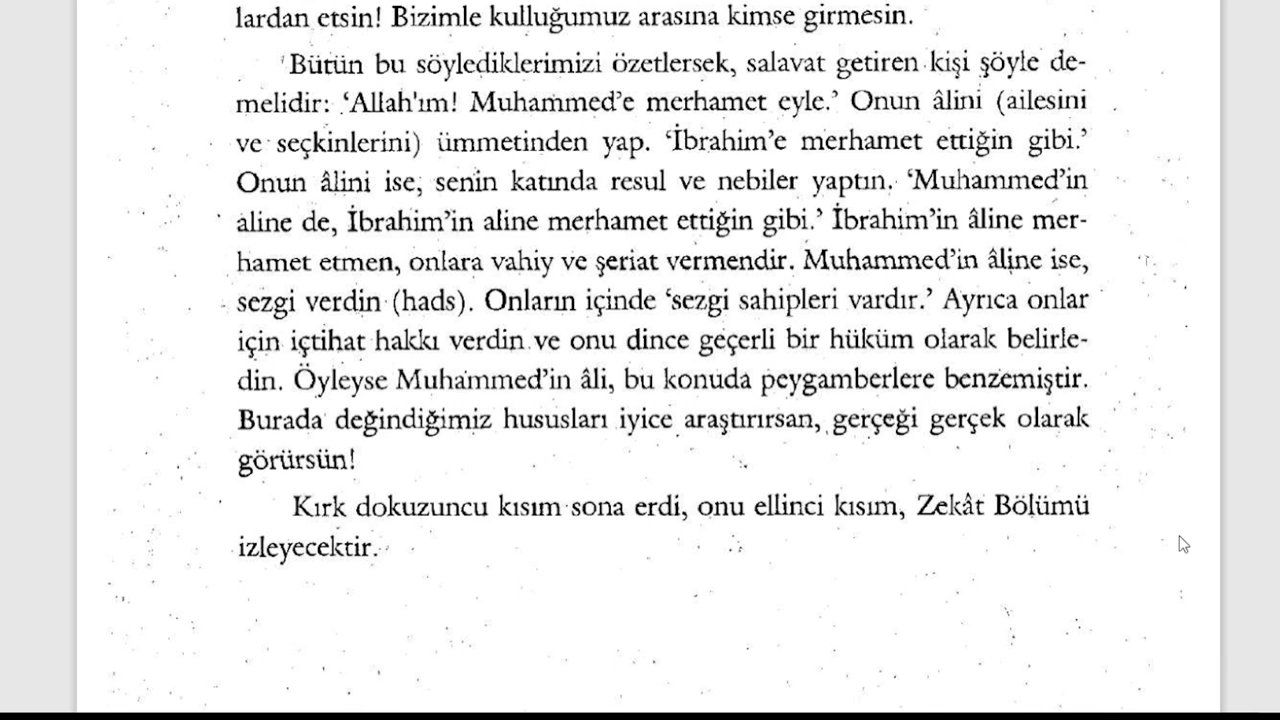 lardan etsin! Bizimle kulluğumuz arasına kimse girmesin.
Bütün bu söylediklerimizi özetlersek, salavat getiren kişi şöyle de-
melidir: ‘Allah'ım! Muhammed’e merhamet eyle.’ Onun âlini (ailesini
ve seçkinlerini) ümmetinden yap. ‘İbrahim’e merhamet ettiğin gibi.’
Onun âlini ise, senin katında resul ve nebiler yaptın. ‘Muhammed’in
aline de, İbrahim’in aline merhamet ettiğin gibi.’ İbrahim’in âline mer-
hamet etmen, onlara vahiy ve şeriat vermendir. Muhammed’in âline ise,
sezgi verdin (hads). Onların içinde ‘sezgi sahipleri vardır.’ Ayrıca onlar
için içtihat hakkı verdin ve onu dince geçerli bir hüküm olarak belirle-
din. Öyleyse Muhammed’in âli, bu konuda peygamberlere benzemiştir.
Burada değindiğimiz hususları iyice araştırırsan, gerçeği gerçek olarak
görürsün!
Kırk dokuzuncu kısım sona erdi, onu ellinci kısım, Zekât Bölümü
izleyecektir.